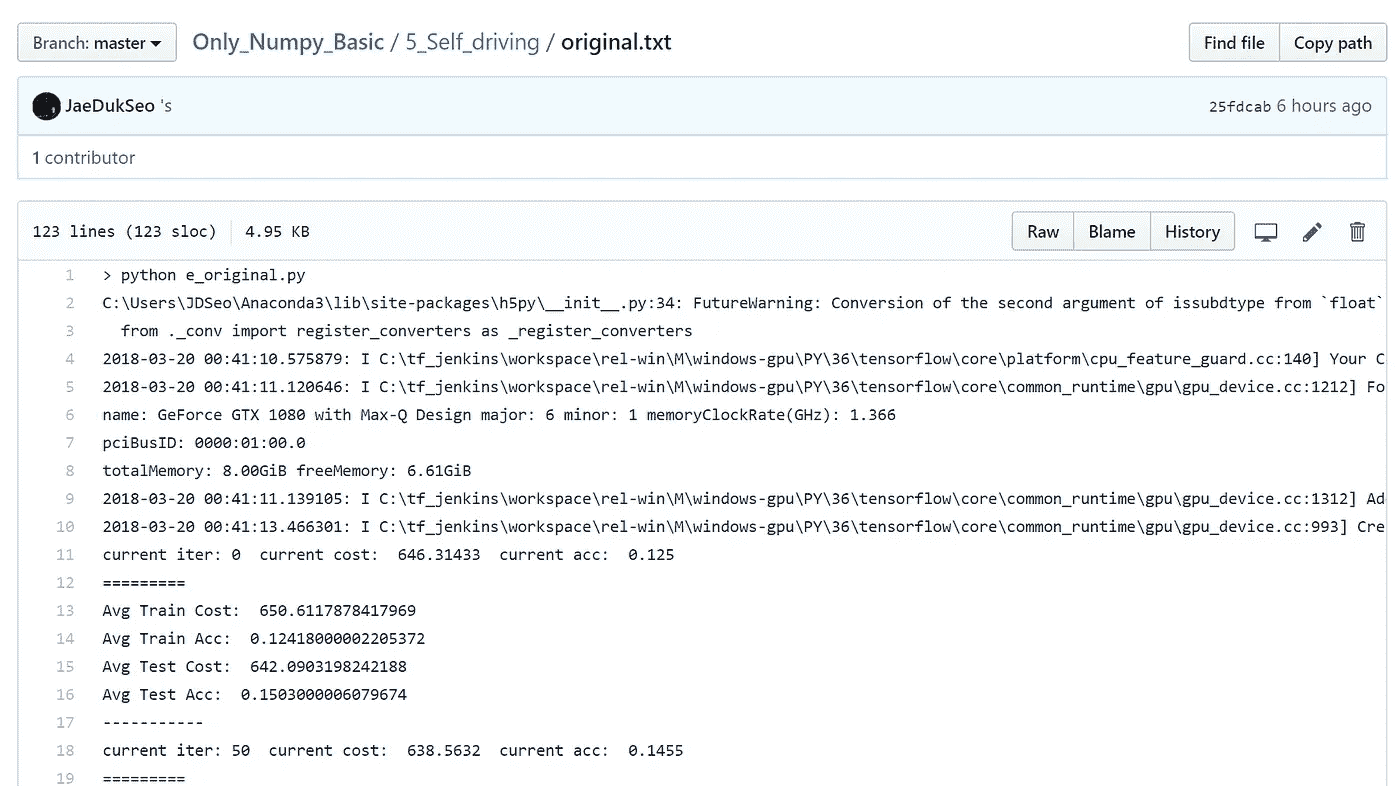 Branch: master Only_Numpy_Basic / 5_Self_driving / original.txt Find file Copy path
JaeDukSeo 's 25fdcab 6 hours ago
1 contributor
123 lines (123 sloc) 4.95 KB Raw Blame History
1 > python e_original.py
2 C:\Users\JDSeo\Anaconda3\lib\site-packages\h5py\__init__.py:34: FutureWarning: Conversion of the second argument of issubdtype from `float`
3 from ._conv import register_converters as _register_converters
4 2018-03-20 00:41:10.575879: I C:\tf_jenkins\workspace\rel-win\M\windows-gpu\PY\36\tensorflow\core\platform\cpu_feature_guard.cc:140] Your C
5 2018-03-20 00:41:11.120646: I C:\tf_jenkins\workspace\rel-win\M\windows-gpu\PY\36\tensorflow\core\common_runtime\gpu\gpu_device.cc:1212] Fo
6 name: GeForce GTX 1080 with Max-Q Design major: 6 minor: 1 memoryClockRate(GHz): 1.366
7 pciBusID: 0000:01:00.0
8 totalMemory: 8.00GiB freeMemory: 6.61GiB
9 2018-03-20 00:41:11.139105: I C:\tf_jenkins\workspace\rel-win\M\windows-gpu\PY\36\tensorflow\core\common_runtime\gpu\gpu_device.cc:1312] Ad
10 2018-03-20 00:41:13.466301: I C:\tf_jenkins\workspace\rel-win\M\windows-gpu\PY\36\tensorflow\core\common_runtime\gpu\gpu_device.cc:993] Cre
11 current iter: 0 current cost: 646.31433 current acc: 0.125
12 =========
13 Avg Train Cost: 650.6117878417969
14 Avg Train Acc: 0.12418000002205372
15 Avg Test Cost: 642.0903198242188
16 Avg Test Acc: 0.1503000006079674
17 -----------
18 current iter: 50 current cost: 638.5632 current acc: 0.1455
19 =========